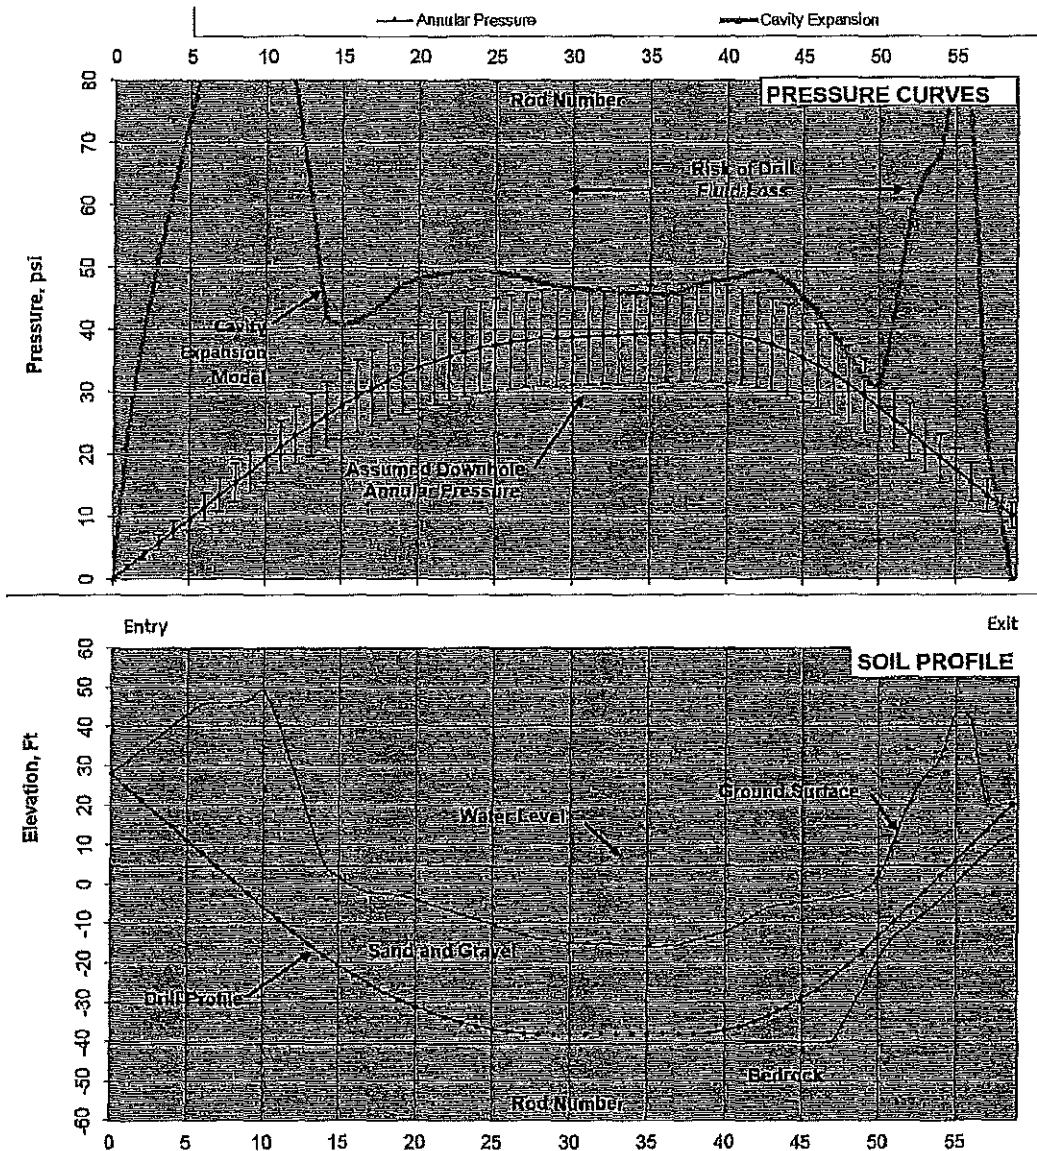 Annular Pressure Cavity Expansion
0 5 10 15 20 25 30 35 40 45 50 55
Rod Number
PRESSURE CURVES
80
70
60
50
40
30
20
10
0
Pressure, psi
Risk of Drill
Fluid Loss
Cavity
Expansion
Model
Assumed Downhole
Annular Pressure
Entry Exit
SOIL PROFILE
60
50
40
30
20
10
0
-10
-20
-30
-40
-50
-60
Elevation, Ft
Ground Surface
Water Level
Sand and Gravel
Drill Profile
Bedrock
Rod Number
0 5 10 15 20 25 30 35 40 45 50 55